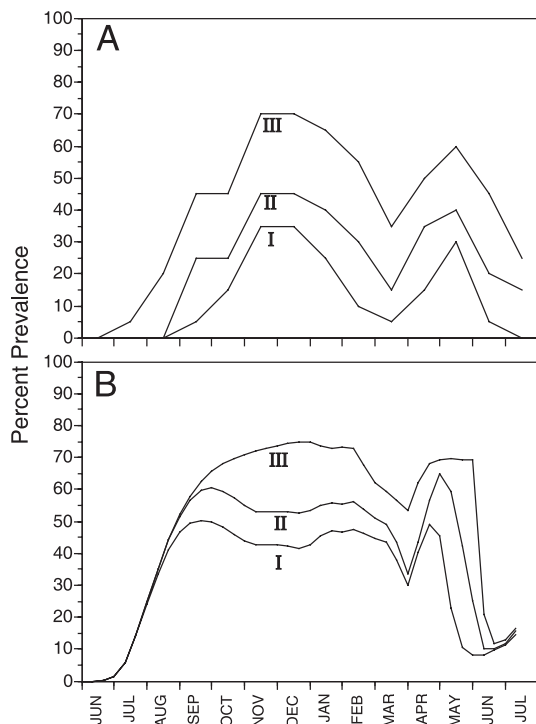 Percent Prevalence
A
100
90
80
70
60
50
40
30
20
10
0
III
II
I
B
100
90
80
70
60
50
40
30
20
10
0
III
II
I
JUN JUL AUG SEP OCT NOV DEC JAN FEB MAR APR MAY JUN JUL